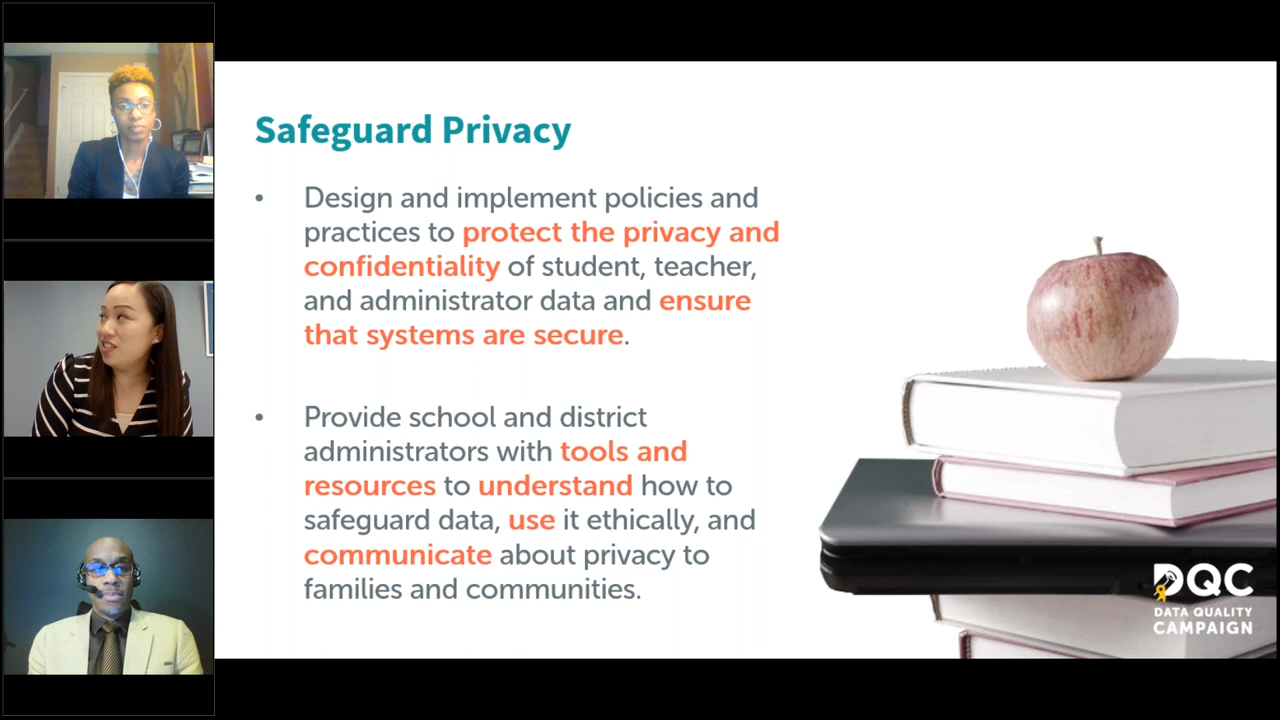 Safeguard Privacy
• Design and implement policies and
practices to protect the privacy and
confidentiality of student, teacher,
and administrator data and ensure
that systems are secure.
• Provide school and district
administrators with tools and
resources to understand how to
safeguard data, use it ethically, and
communicate about privacy to
families and communities.
DQC
DATA QUALITY
CAMPAIGN